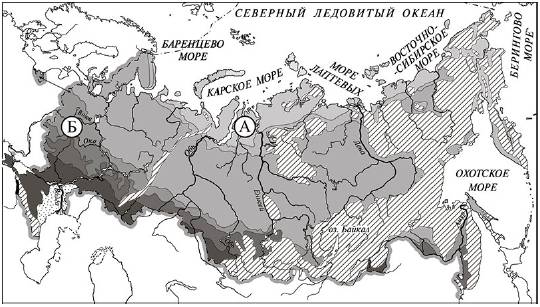 СЕВЕРНЫЙ ЛЕДОВИТЫЙ ОКЕАН
БАРЕНЦЕВО
МОРЕ
КАРСКОЕ МОРЕ
МОРЕ
ЛАПТЕВЫХ
ВОСТОЧНО-
СИБИРСКОЕ
МОРЕ
БЕРИНГОВО
МОРЕ
Б
Ока
А
Енисей
Лена
оз. Байкал
ОХОТСКОЕ
МОРЕ